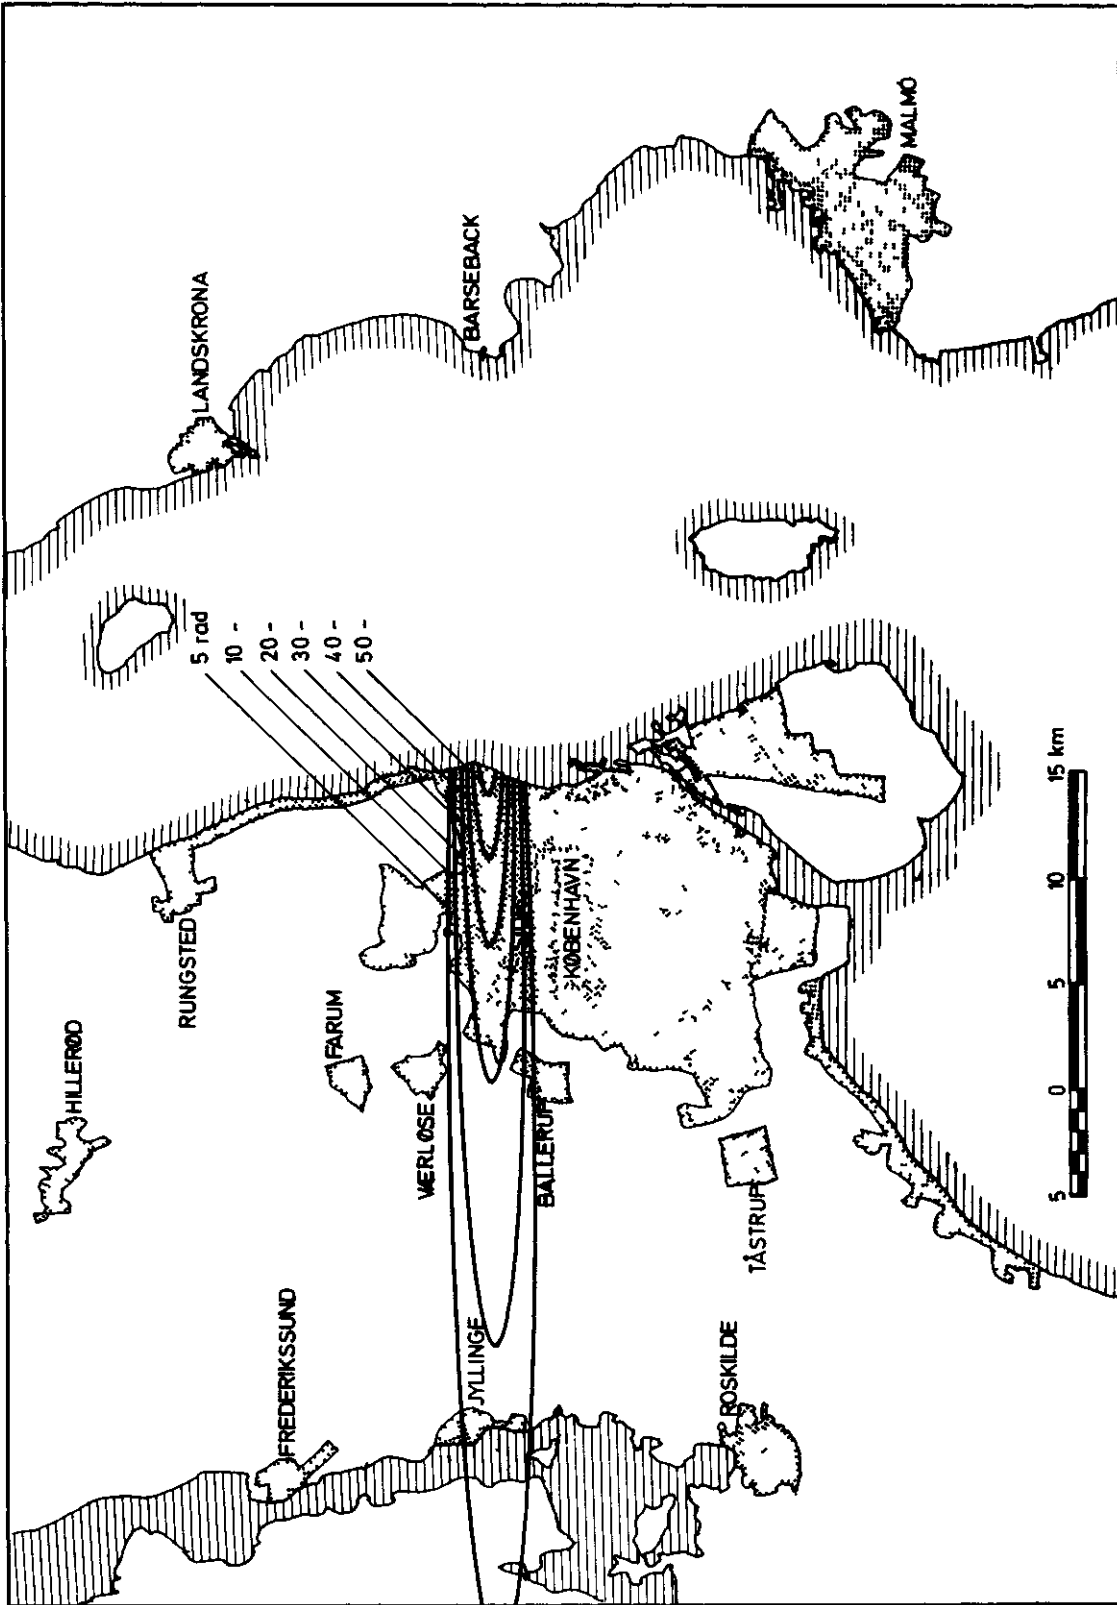 HILLERØD
RUNGSTED
LANDSKRONA
FARUM
VÆRLØSE
FREDERIKSSUND
5 rad
10 -
20 -
30 -
40 -
50 -
BARSEBACK
JYLLINGE
BALLERUP
KØBENHAVN
MALMÖ
TÅSTRUP
ROSKILDE
5 0 5 10 15 km